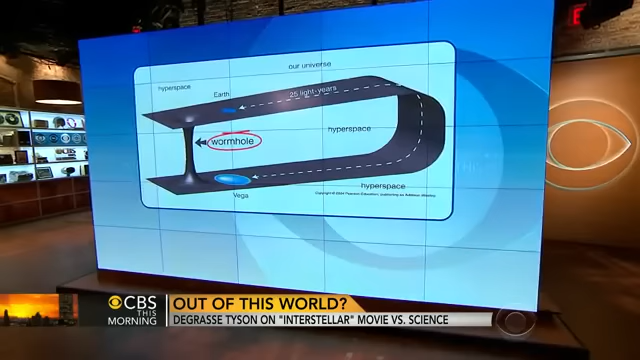 our universe
hyperspace
Earth
25 light-years
hyperspace
wormhole
hyperspace
Vega
CBS
THIS
MORNING
OUT OF THIS WORLD?
DEGRASSE TYSON ON "INTERSTELLAR" MOVIE VS. SCIENCE